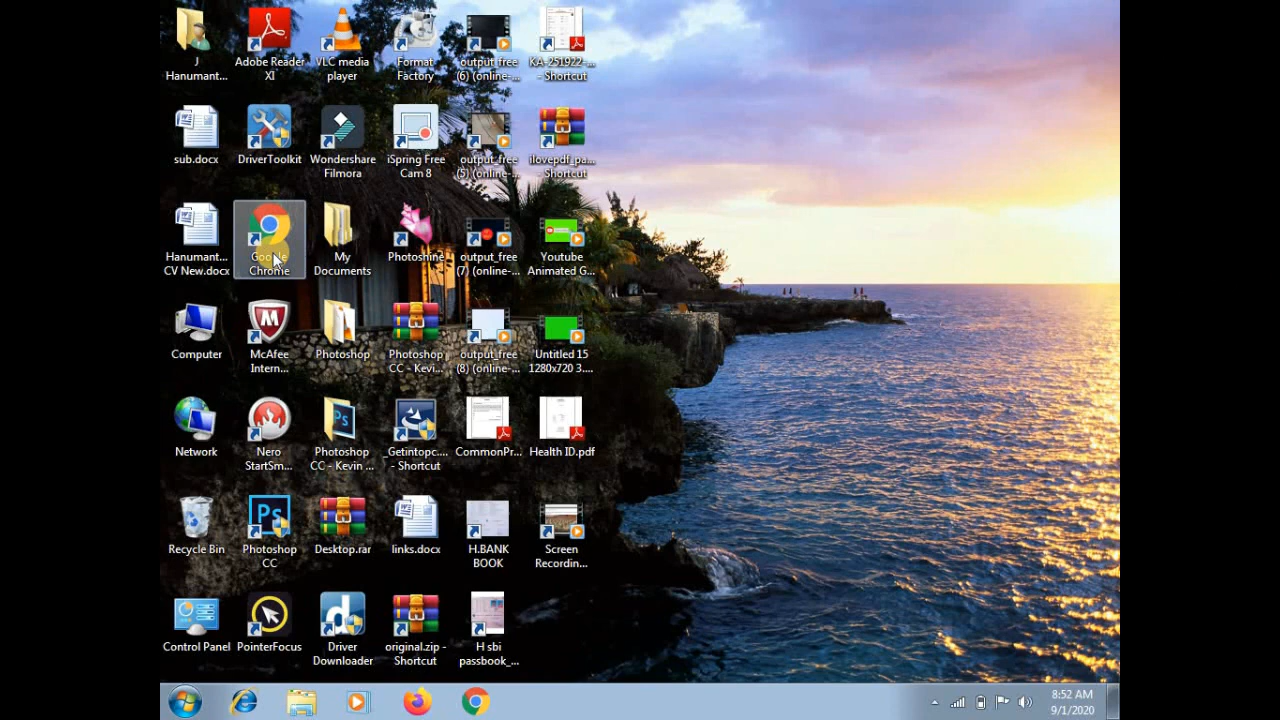 J
Hanumant...
Adobe Reader
XI
VLC media
player
Format
Factory
output_free
(6) (online-...
KA-251922-...
- Shortcut
sub.docx
DriverToolkit
Wondershare
Filmora
iSpring Free
Cam 8
output_free
(5) (online-...
ilovepdf_pa...
- Shortcut
Hanumant...
CV New.docx
Google
Chrome
My
Documents
Photoshine
output_free
(7) (online-...
Youtube
Animated G...
Computer
McAfee
Intern...
Photoshop
Photoshop
CC - Kevi...
output_free
(8) (online-...
Untitled 15
1280x720 3....
Network
Nero
StartSm...
Photoshop
CC - Kevin ...
_Getintopc....
- Shortcut
CommonPr...
Health ID.pdf
Recycle Bin
Photoshop
CC
Desktop.rar
links.docx
H.BANK
BOOK
Screen
Recordin...
Control Panel
PointerFocus
Driver
Downloader
original.zip -
Shortcut
H sbi
passbook_...
8:52 AM
9/1/2020